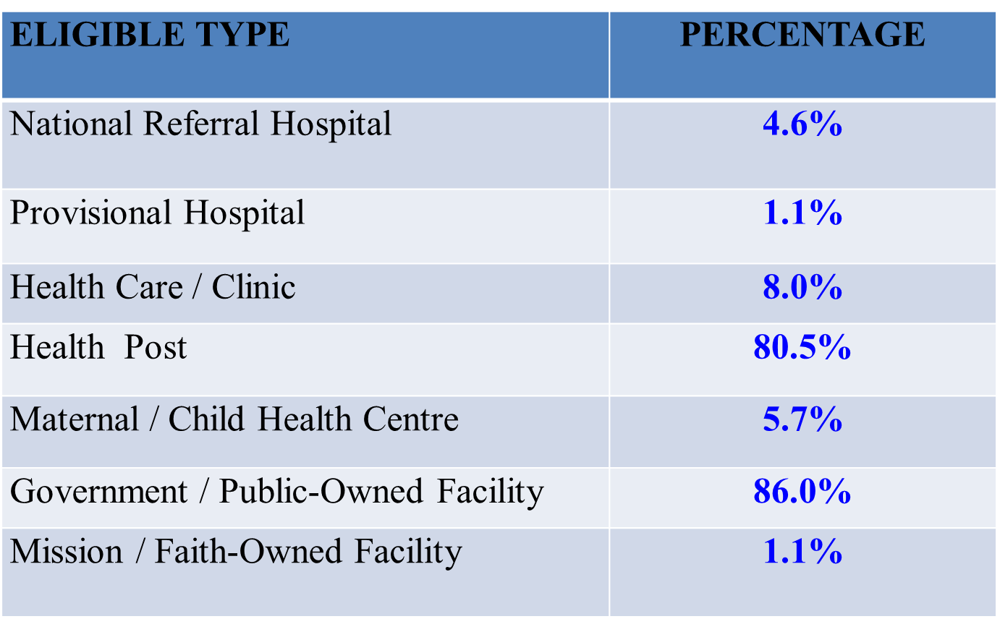 ELIGIBLE TYPE PERCENTAGE
National Referral Hospital 4.6%
Provisional Hospital 1.1%
Health Care / Clinic 8.0%
Health Post 80.5%
Maternal / Child Health Centre 5.7%
Government / Public-Owned Facility 86.0%
Mission / Faith-Owned Facility 1.1%